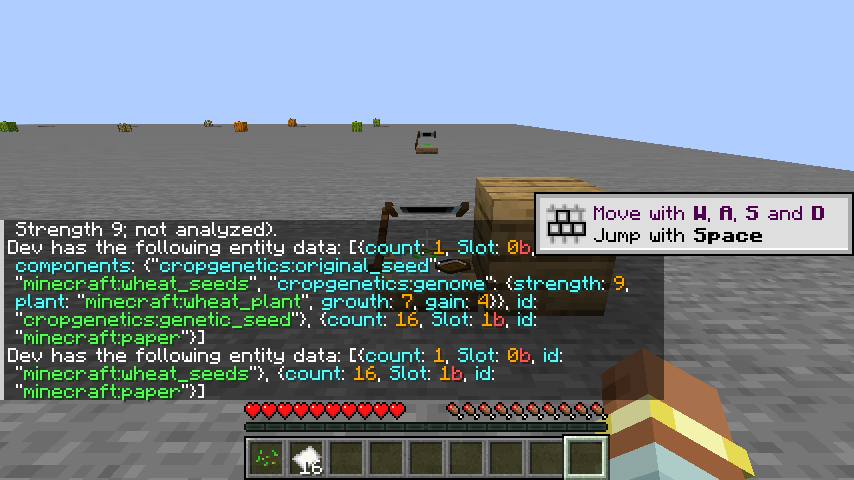 Move with W, A, S and D
Jump with Space
Strength 9; not analyzed).
Dev has the following entity data: [{count: 1, Slot: 0b,
components: {"cropgenetics:original_seed":
"minecraft:wheat_seeds", "cropgenetics:genome": {strength: 9,
plant: "minecraft:wheat_plant", growth: 7, gain: 4}}, id:
"cropgenetics:genetic_seed"}, {count: 16, Slot: 1b, id:
"minecraft:paper"}]
Dev has the following entity data: [{count: 1, Slot: 0b, id:
"minecraft:wheat_seeds"}, {count: 16, Slot: 1b, id:
"minecraft:paper"}]
16